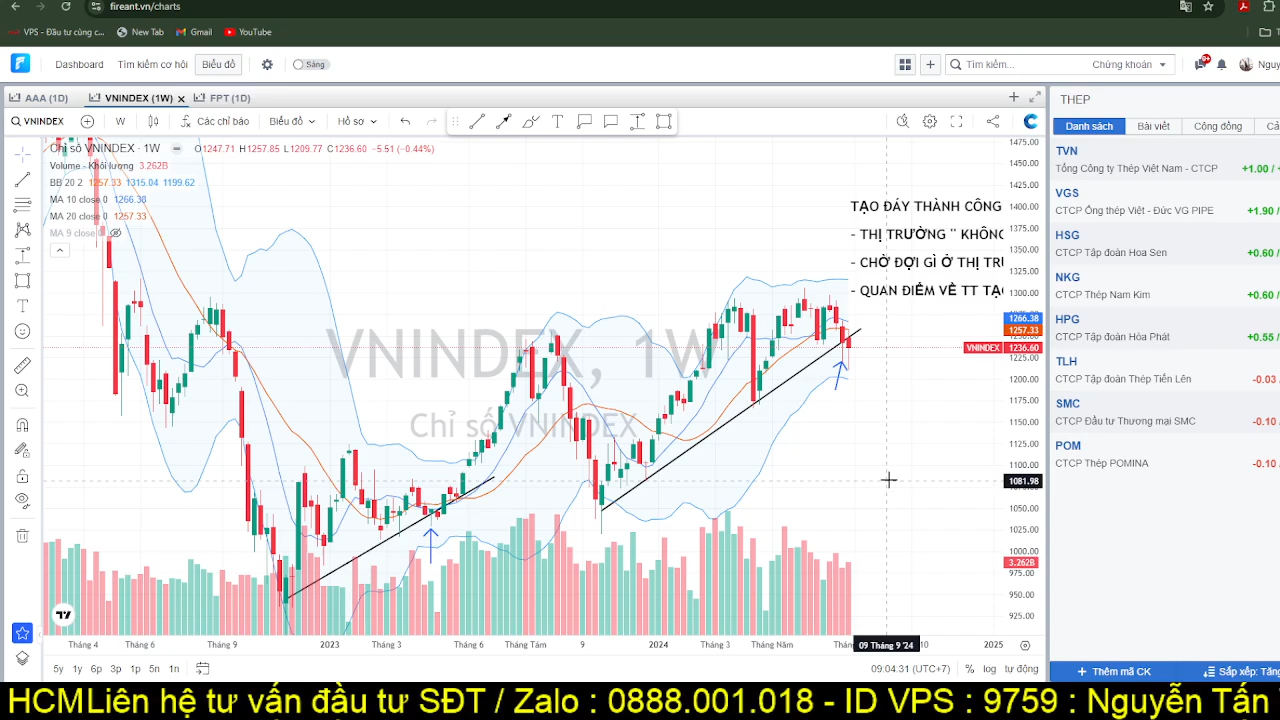 fireant.vn/charts
VPS - Đầu tư cùng c...
New Tab
Gmail
YouTube
Dashboard
Tìm kiếm cơ hội
Biểu đồ
Sáng
Tìm kiếm...
Chứng khoán
9+
Nguy
AAA (1D)
VNINDEX (1W)
FPT (1D)
THEP
VNINDEX
W
Các chỉ báo
Biểu đồ
Hồ sơ
Danh sách
Bài viết
Cộng đồng
Cả
Chỉ số VNINDEX · 1W
O1247.71 H1257.85 L1209.77 C1236.60 −5.51 (−0.44%)
Volume - Khối lượng 3.262B
BB 20 2 1257.33 1315.04 1199.62
MA 10 close 0 1266.38
MA 20 close 0 1257.33
MA 9 close 0
TẠO ĐÁY THÀNH CÔNG
- THỊ TRƯỜNG " KHÔNG
- CHỜ ĐỢI GÌ Ở THỊ TRƯ
- QUAN ĐIỂM VỀ TT TẠO
VNINDEX, 1W
Chỉ số VNINDEX
1475.00
1450.00
1425.00
1400.00
1375.00
1350.00
1325.00
1300.00
1266.38
1257.33
VNINDEX 1236.60
1225.00
1200.00
1175.00
1150.00
1125.00
1100.00
1081.98
1050.00
1025.00
1000.00
3.262B
975.00
950.00
925.00
TVN
Tổng Công ty Thép Việt Nam - CTCP +1.00 /
VGS
CTCP Ống thép Việt - Đức VG PIPE +1.90 /
HSG
CTCP Tập đoàn Hoa Sen +0.60 /
NKG
CTCP Thép Nam Kim +0.60 /
HPG
CTCP Tập đoàn Hòa Phát +0.55 /
TLH
CTCP Tập đoàn Thép Tiến Lên -0.03
SMC
CTCP Đầu tư Thương mại SMC -0.10
POM
CTCP Thép POMINA -0.10
Tháng 4
Tháng 6
Tháng 9
2023
Tháng 3
Tháng 6
Tháng Tám
9
2024
Tháng 3
Tháng Năm
09 Tháng 9 '24
10
2025
5y 1y 6p 3p 1p 5n 1n
09:04:31 (UTC+7)
% log tự động
Thêm mã CK
Sắp xếp: Tăng
HCMLiên hệ tư vấn đầu tư SĐT / Zalo : 0888.001.018 - ID VPS : 9759 : Nguyễn Tấn